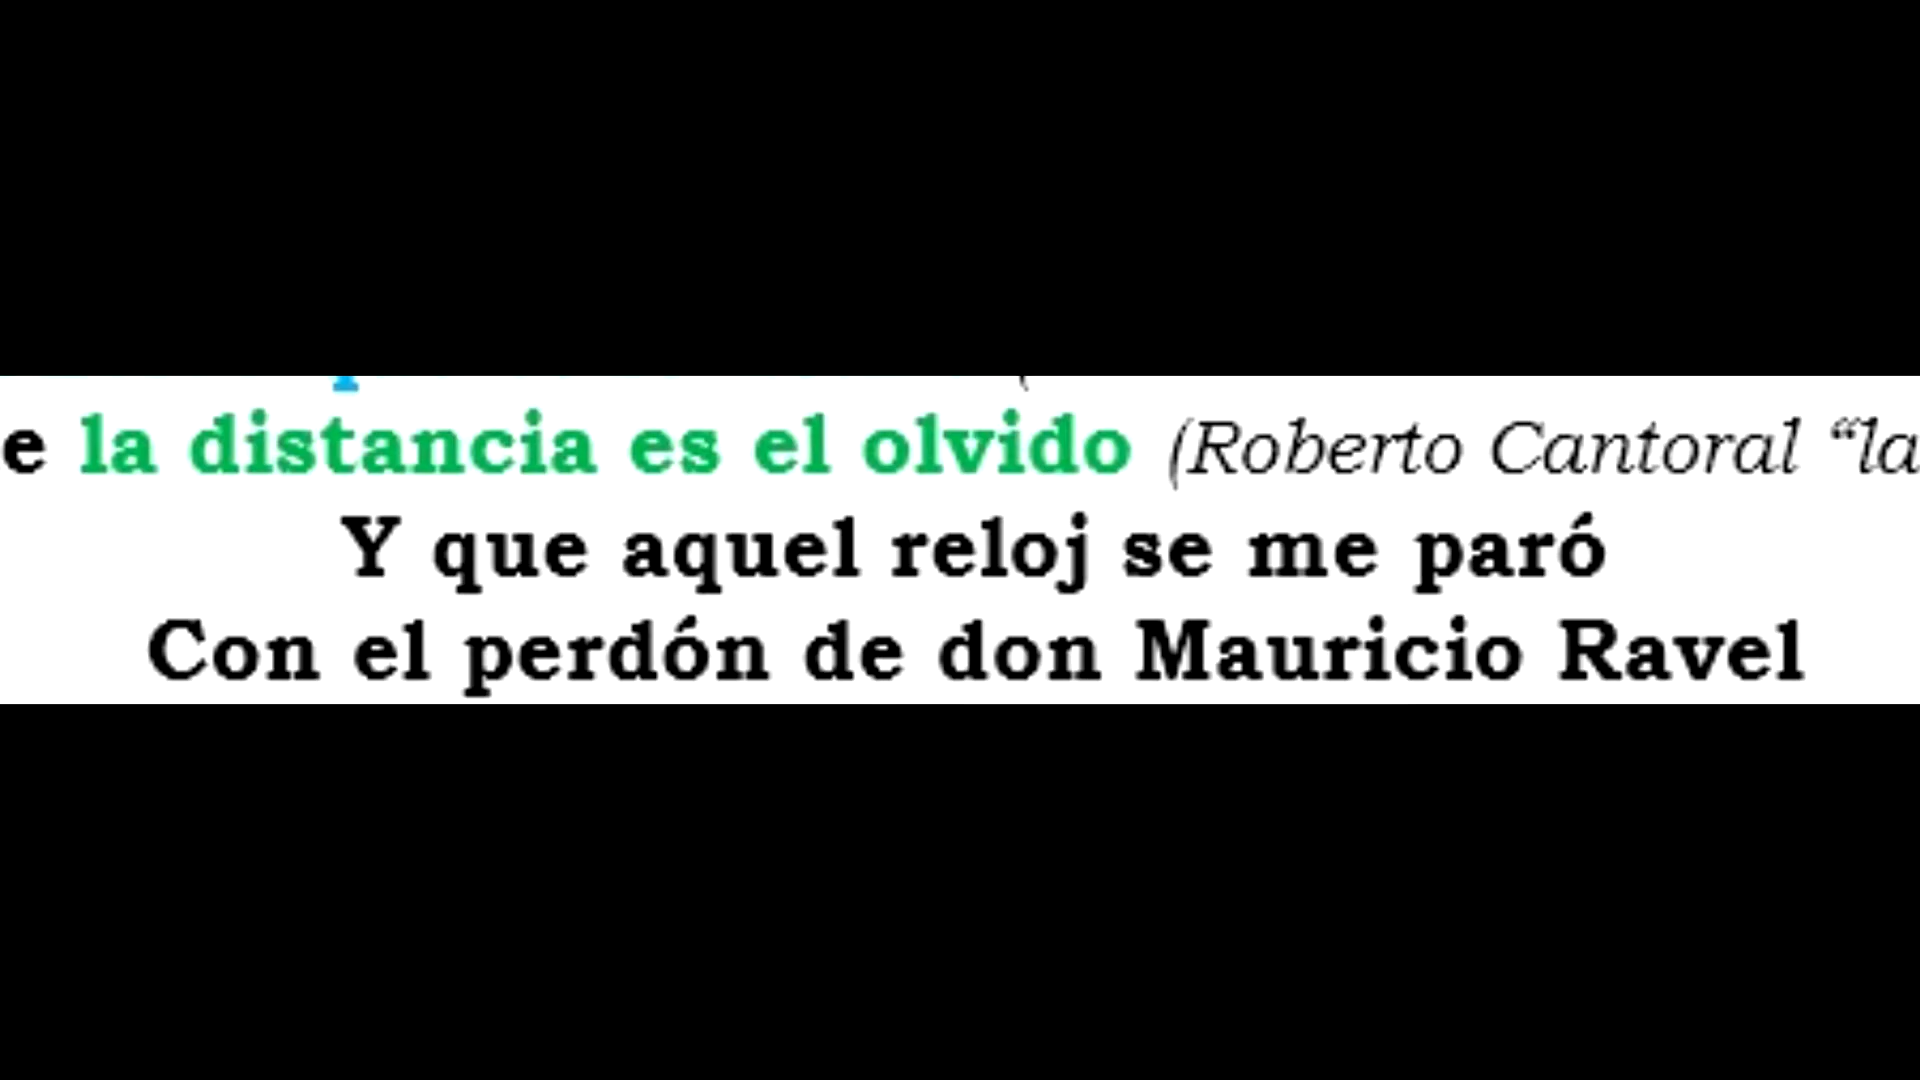 e la distancia es el olvido (Roberto Cantoral “la
Y que aquel reloj se me paró
Con el perdón de don Mauricio Ravel